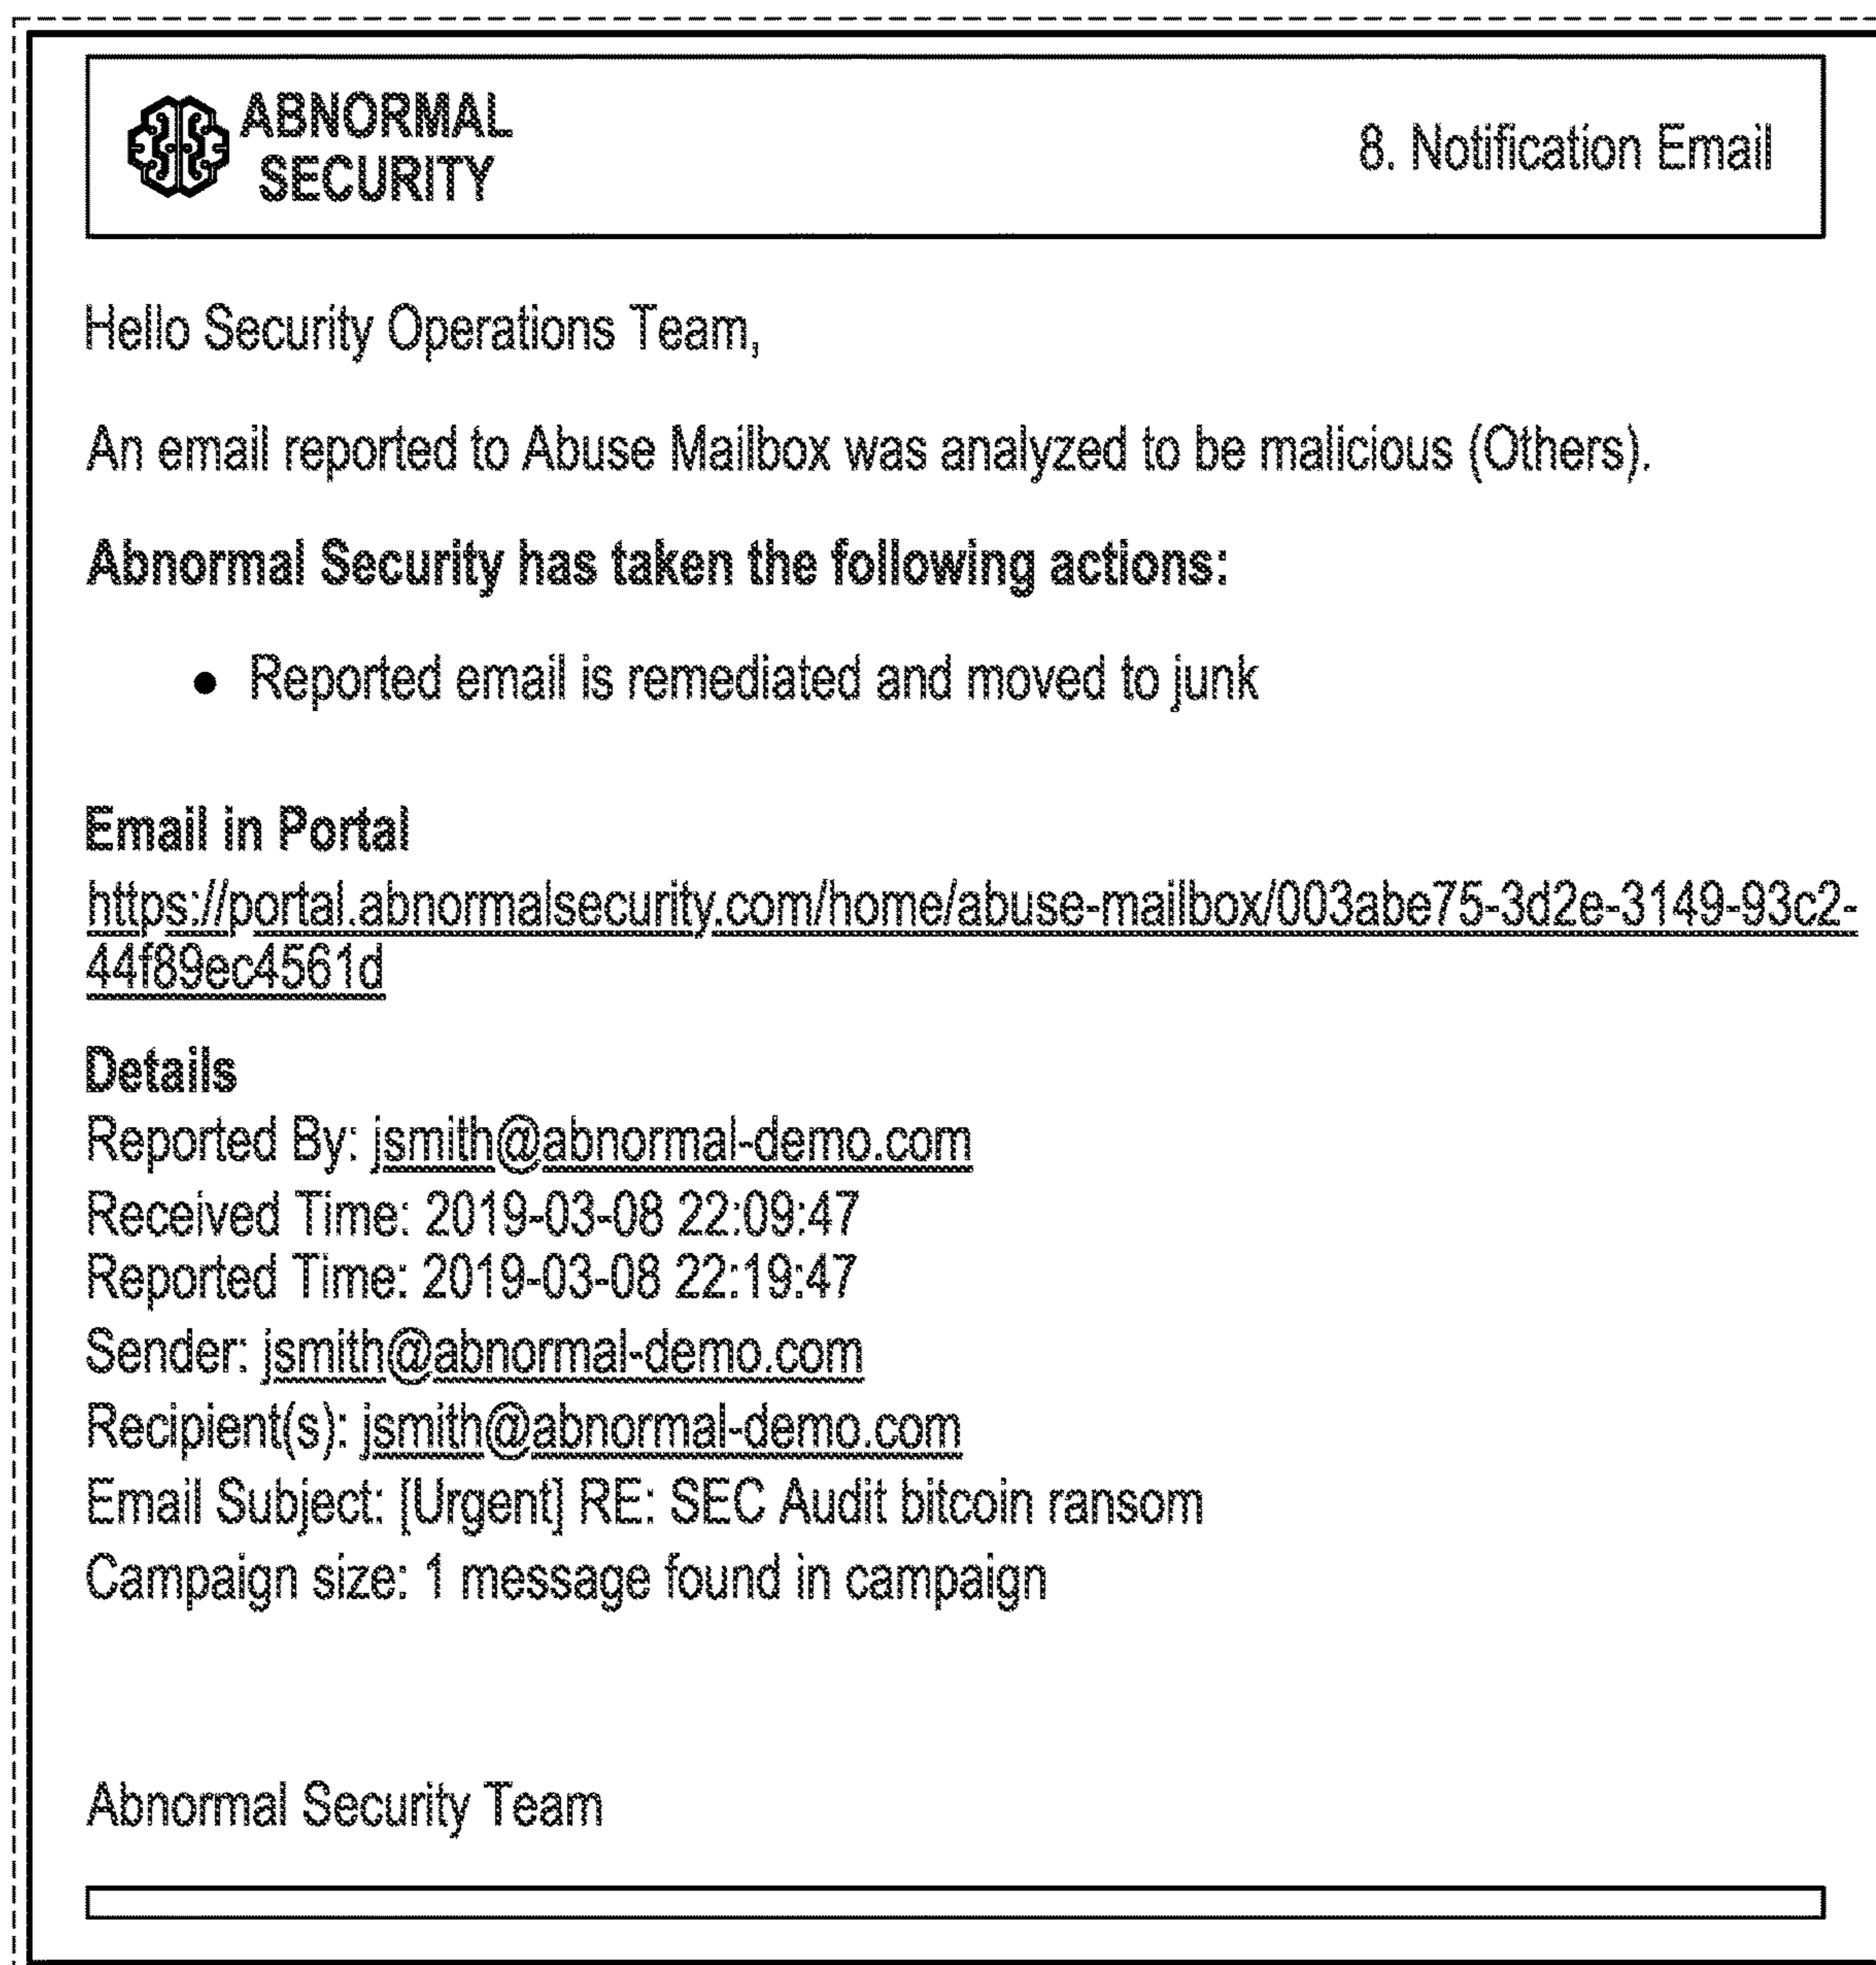 ABNORMAL
SECURITY
8. Notification Email
Hello Security Operations Team,
An email reported to Abuse Mailbox was analyzed to be malicious (Others).
Abnormal Security has taken the following actions:
• Reported email is remediated and moved to junk
Email in Portal
https://portal.abnormalsecurity.com/home/abuse-mailbox/003abe75-3d2e-3149-93c2-
44f89ec4561d
Details
Reported By: jsmith@abnormal-demo.com
Received Time: 2019-03-08 22:09:47
Reported Time: 2019-03-08 22:19:47
Sender: jsmith@abnormal-demo.com
Recipient(s): jsmith@abnormal-demo.com
Email Subject: [Urgent] RE: SEC Audit bitcoin ransom
Campaign size: 1 message found in campaign
Abnormal Security Team